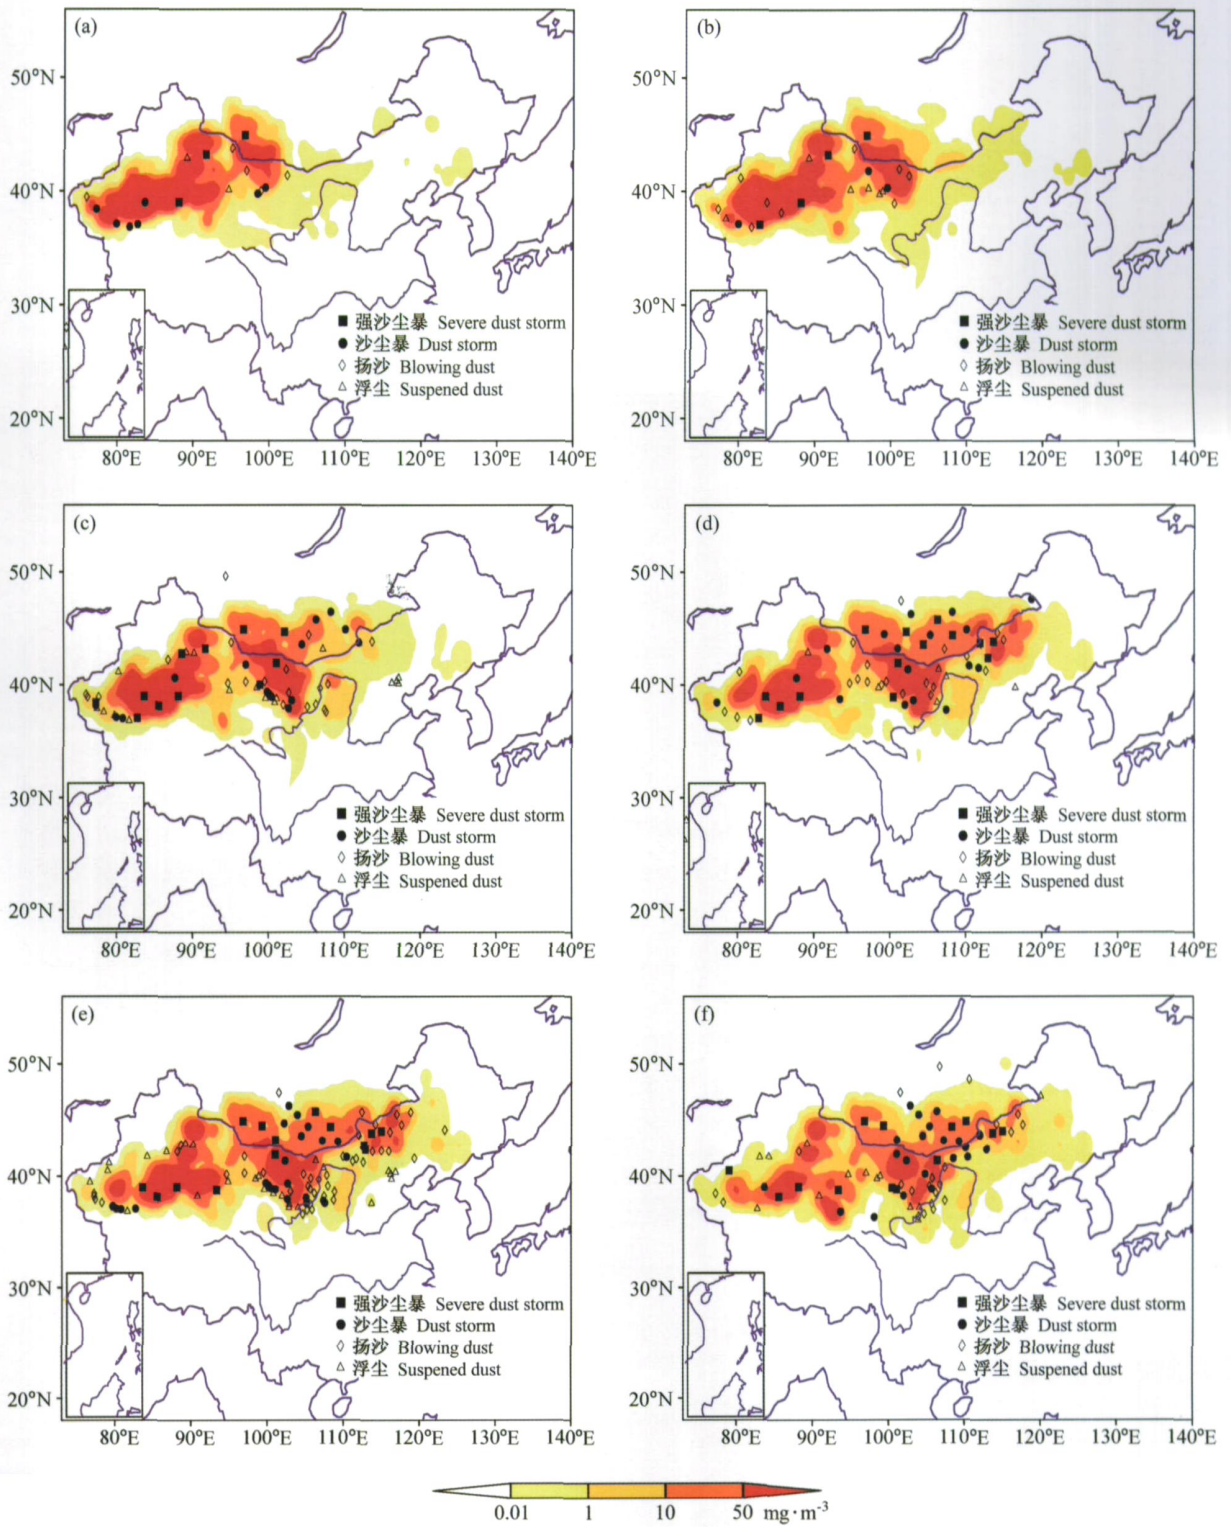 (a) (b)
50°N 50°N
40°N 40°N
30°N 30°N
■ 强沙尘暴 Severe dust storm ■ 强沙尘暴 Severe dust storm
● 沙尘暴 Dust storm ● 沙尘暴 Dust storm
◇ 扬沙 Blowing dust ◇ 扬沙 Blowing dust
△ 浮尘 Suspened dust △ 浮尘 Suspened dust
20°N 20°N
80°E 90°E 100°E 110°E 120°E 130°E 140°E 80°E 90°E 100°E 110°E 120°E 130°E 140°E
(c) (d)
50°N 50°N
40°N 40°N
30°N 30°N
■ 强沙尘暴 Severe dust storm ■ 强沙尘暴 Severe dust storm
● 沙尘暴 Dust storm ● 沙尘暴 Dust storm
◇ 扬沙 Blowing dust ◇ 扬沙 Blowing dust
△ 浮尘 Suspened dust △ 浮尘 Suspened dust
20°N 20°N
80°E 90°E 100°E 110°E 120°E 130°E 140°E 80°E 90°E 100°E 110°E 120°E 130°E 140°E
(e) (f)
50°N 50°N
40°N 40°N
30°N 30°N
■ 强沙尘暴 Severe dust storm ■ 强沙尘暴 Severe dust storm
● 沙尘暴 Dust storm ● 沙尘暴 Dust storm
◇ 扬沙 Blowing dust ◇ 扬沙 Blowing dust
△ 浮尘 Suspened dust △ 浮尘 Suspened dust
20°N 20°N
80°E 90°E 100°E 110°E 120°E 130°E 140°E 80°E 90°E 100°E 110°E 120°E 130°E 140°E
0.01 1 10 50 mg·m⁻³